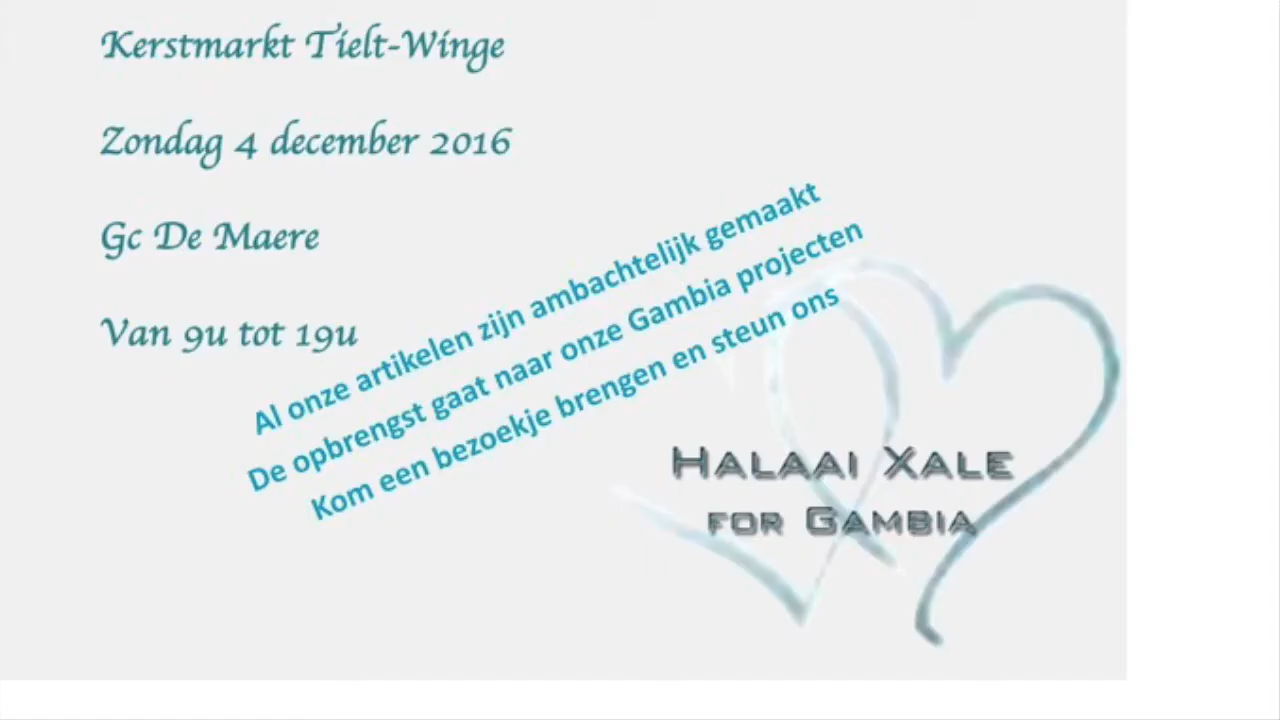 Kerstmarkt Tielt-Winge
Zondag 4 december 2016
Gc De Maere
Van 9u tot 19u
Al onze artikelen zijn ambachtelijk gemaakt
De opbrengst gaat naar onze Gambia projecten
Kom een bezoekje brengen en steun ons
HALAAI XALE
FOR GAMBIA